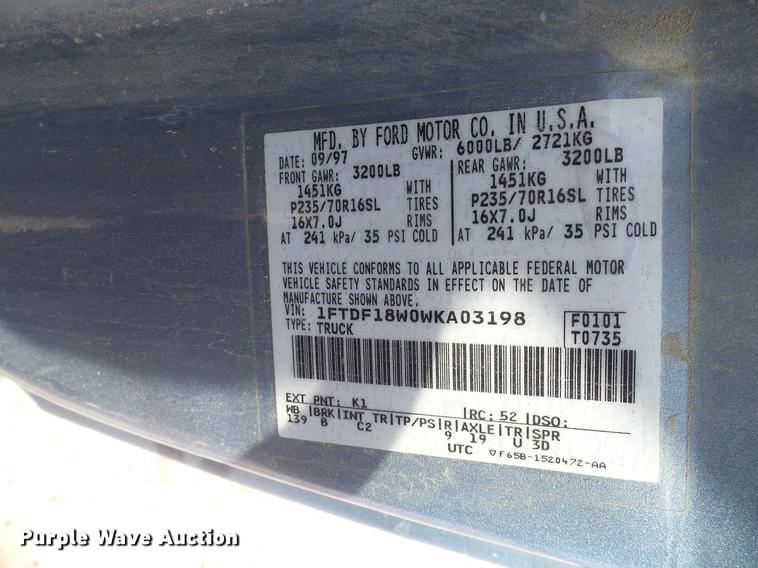 MFD. BY FORD MOTOR CO. IN U.S.A.
DATE: 09/97 GVWR: 6000LB/ 2721KG
FRONT GAWR: 3200LB REAR GAWR: 3200LB
1451KG WITH 1451KG WITH
P235/70R16SL TIRES P235/70R16SL TIRES
16X7.0J RIMS 16X7.0J RIMS
AT 241 kPa/ 35 PSI COLD AT 241 kPa/ 35 PSI COLD
THIS VEHICLE CONFORMS TO ALL APPLICABLE FEDERAL MOTOR
VEHICLE SAFETY STANDARDS IN EFFECT ON THE DATE OF
MANUFACTURE SHOWN ABOVE.
VIN: 1FTDF18W0WKA03198 F0101
TYPE: TRUCK T0735
EXT PNT: K1 RC: 52 DSO:
WB BRK INT TR TP/PS R AXLE TR SPR
139 B C2 9 19 U 3D
UTC ▽F65B-1520472-AA
Purple Wave Auction